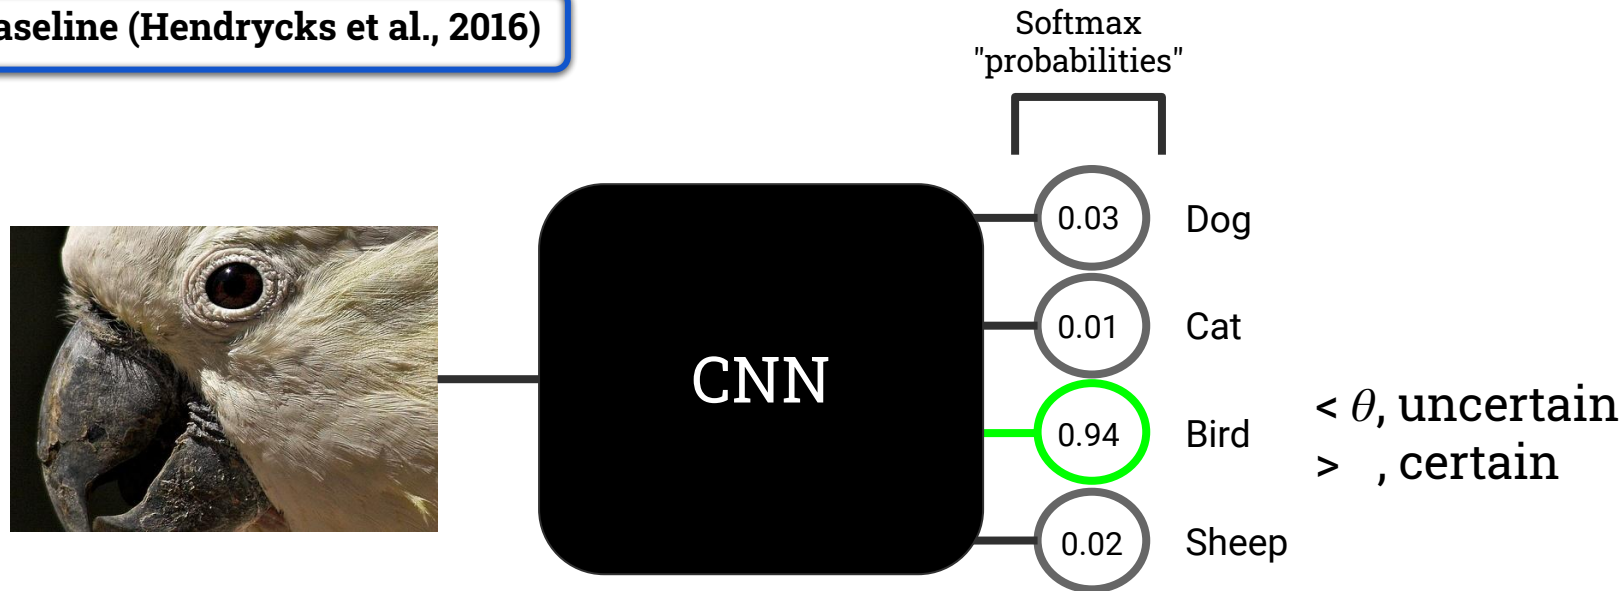 aseline (Hendrycks et al., 2016)
Softmax
"probabilities"
0.03 Dog
0.01 Cat
CNN
< θ, uncertain
0.94 Bird
> , certain
0.02 Sheep